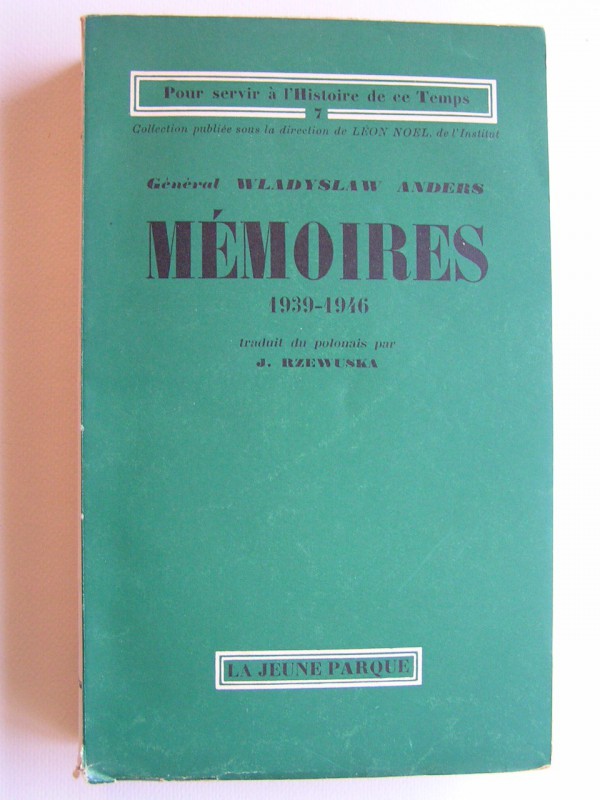 Pour servir à l'Histoire de ce Temps
7
Collection publiée sous la direction de LÉON NOEL, de l'Institut
Général WLADYSLAW ANDERS
MÉMOIRES
1939-1946
traduit du polonais par
J. RZEWUSKA
LA JEUNE PARQUE